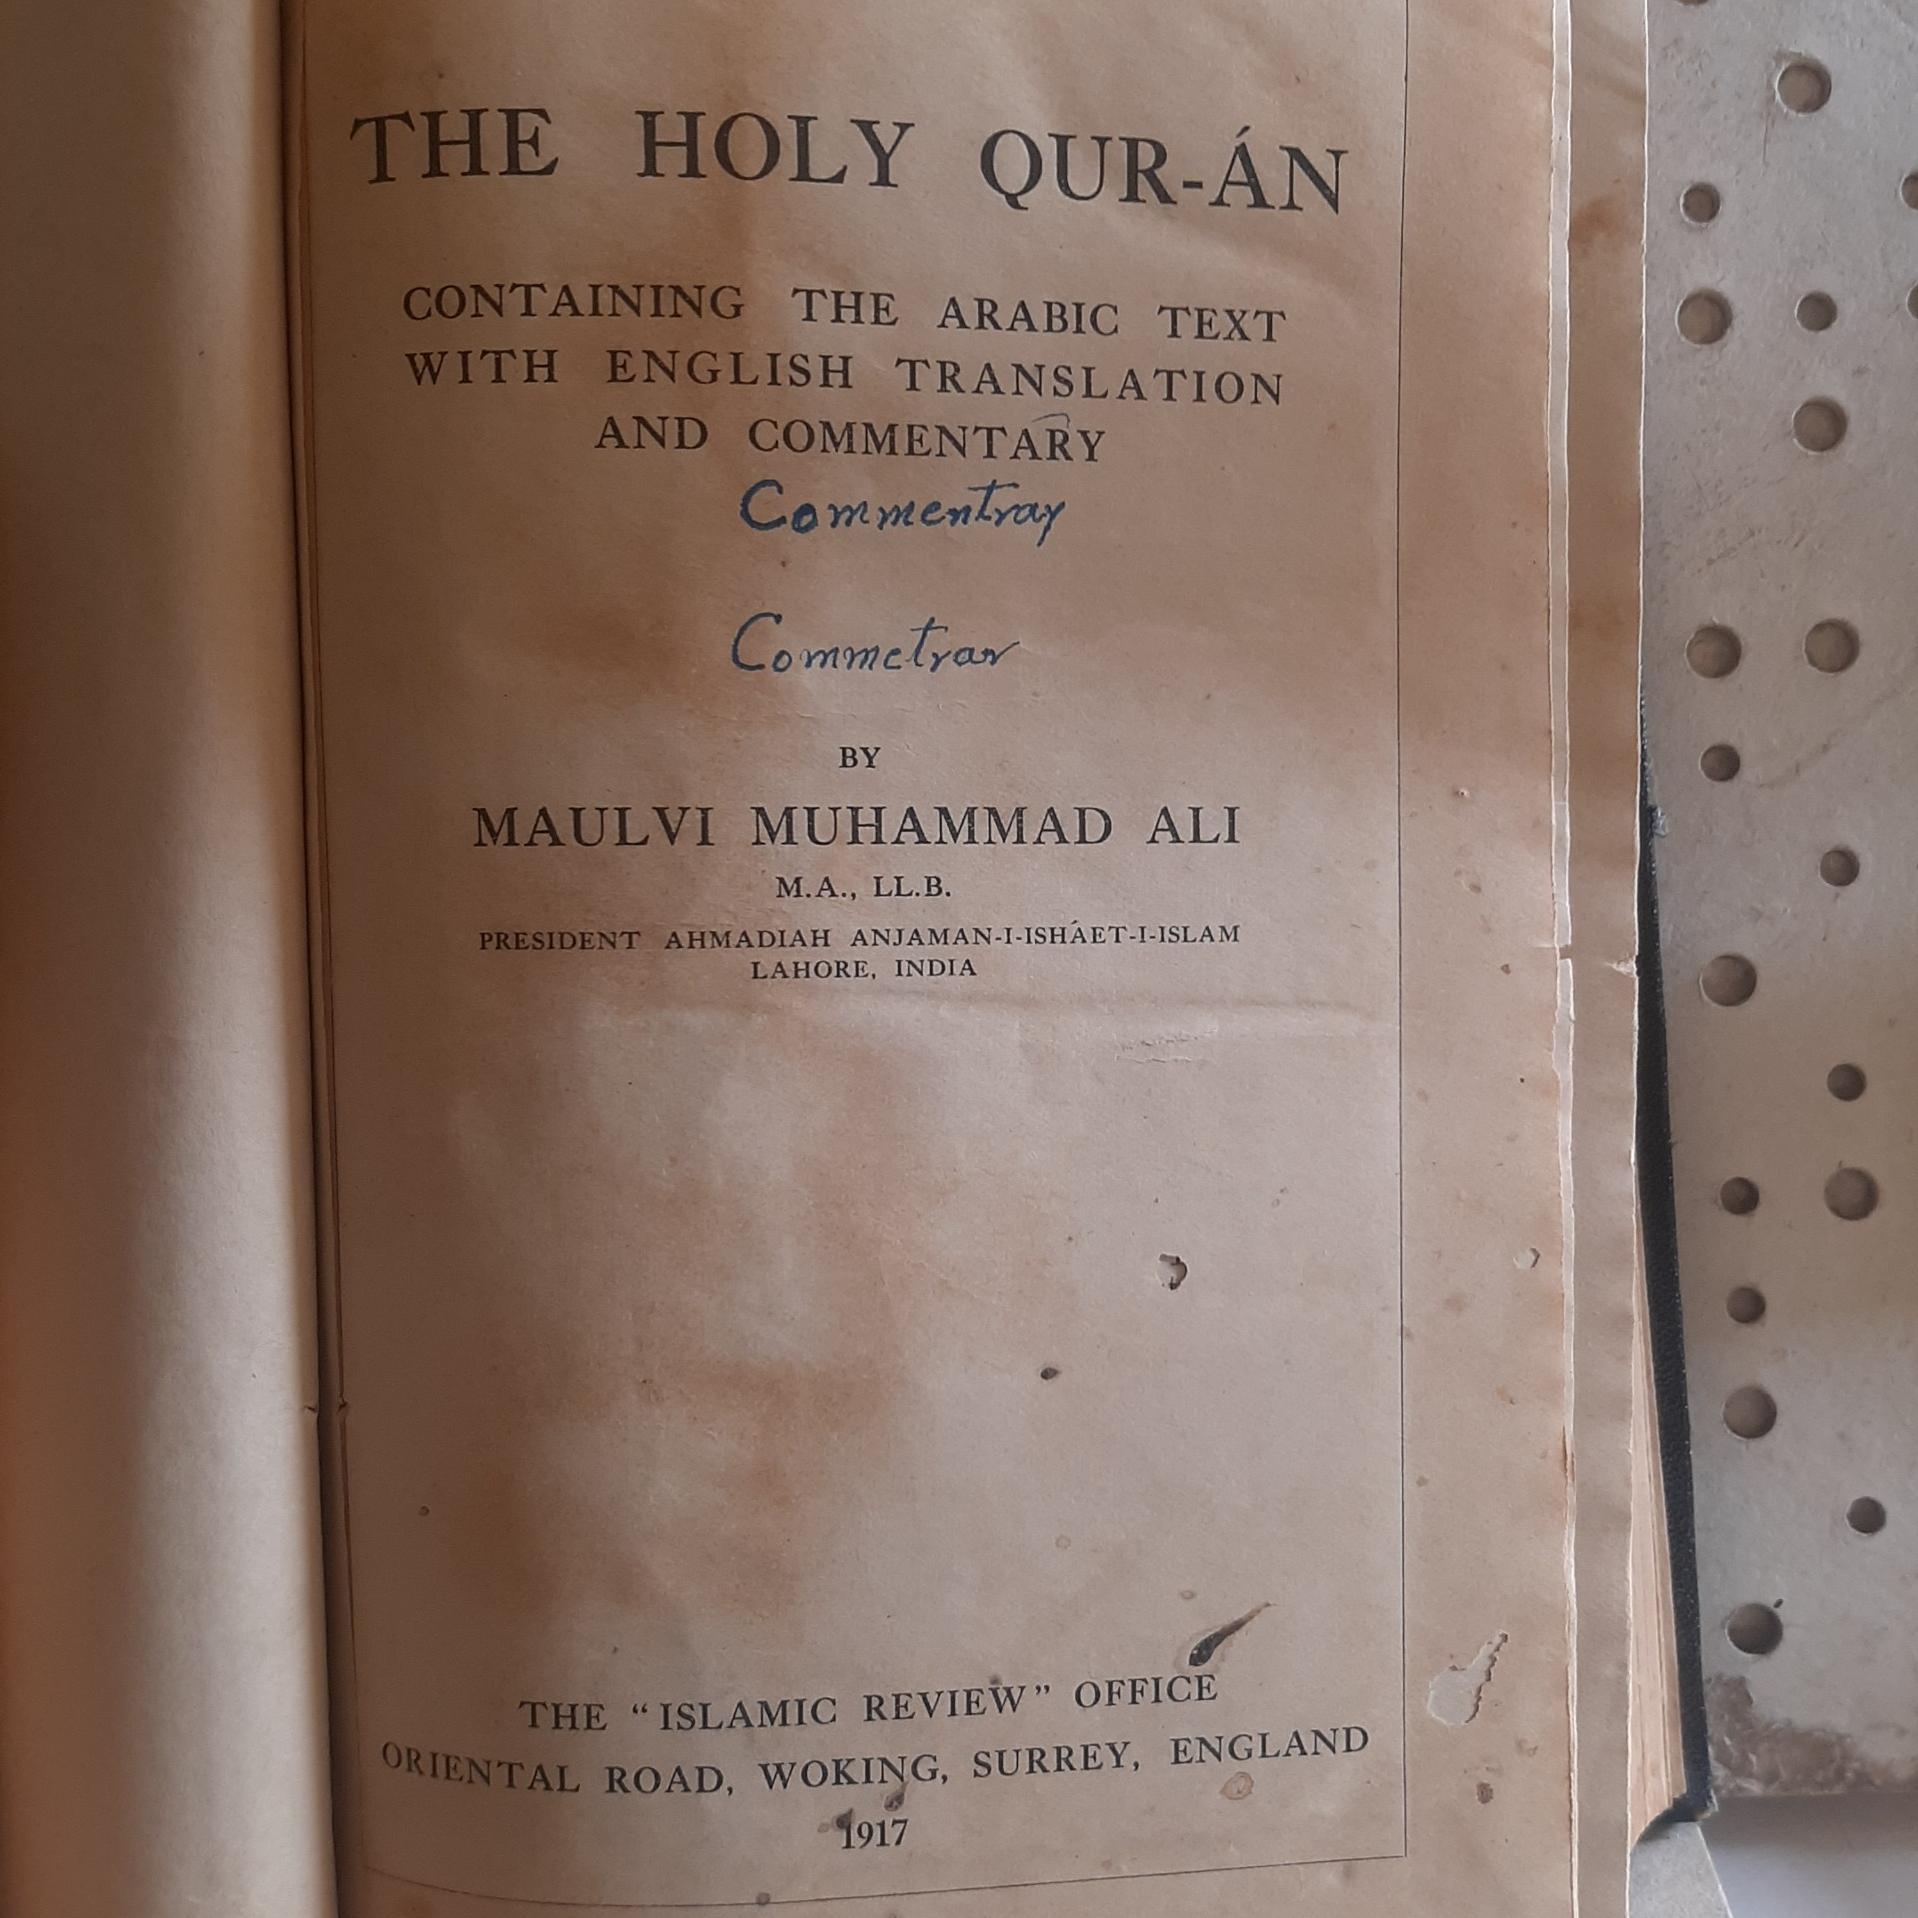 THE HOLY QUR-ÁN
CONTAINING THE ARABIC TEXT
WITH ENGLISH TRANSLATION
AND COMMENTARY
Commentray
Commetrar
BY
MAULVI MUHAMMAD ALI
M.A., LL.B.
PRESIDENT AHMADIAH ANJAMAN-I-ISHÁET-I-ISLAM
LAHORE, INDIA
THE “ISLAMIC REVIEW” OFFICE
ORIENTAL ROAD, WOKING, SURREY, ENGLAND
1917